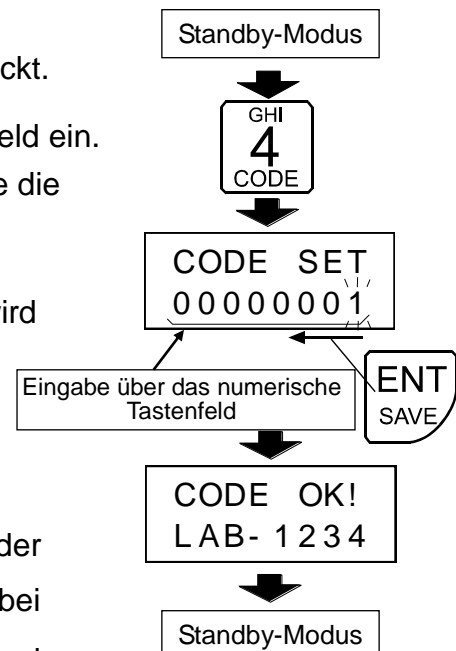 Standby-Modus
ckt.
GHI
4
CODE
eld ein.
e die
CODE SET
00000001
ird
Eingabe über das numerische
Tastenfeld
ENT
SAVE
CODE OK!
LAB-1234
der
bei
Standby-Modus